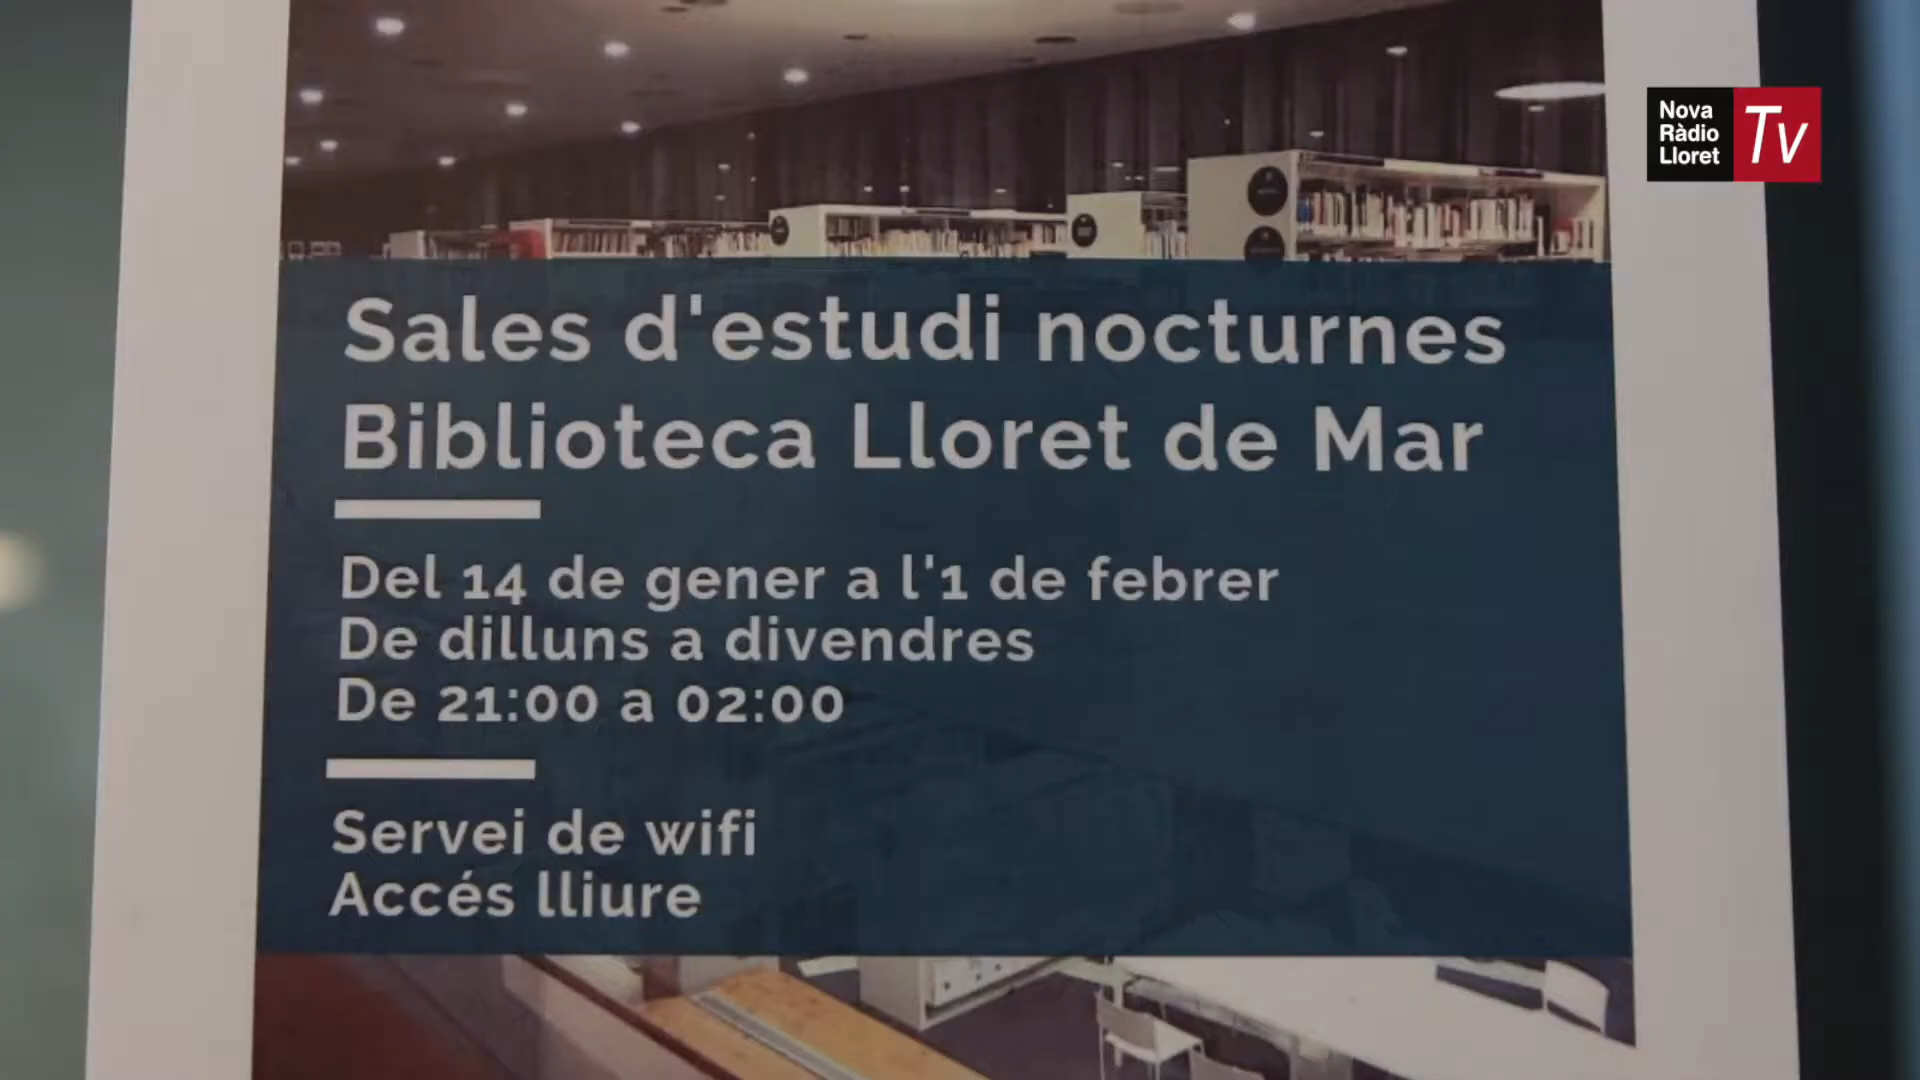 Nova
Ràdio
Lloret
Tv
Sales d'estudi nocturnes
Biblioteca Lloret de Mar
Del 14 de gener a l'1 de febrer
De dilluns a divendres
De 21:00 a 02:00
Servei de wifi
Accés lliure